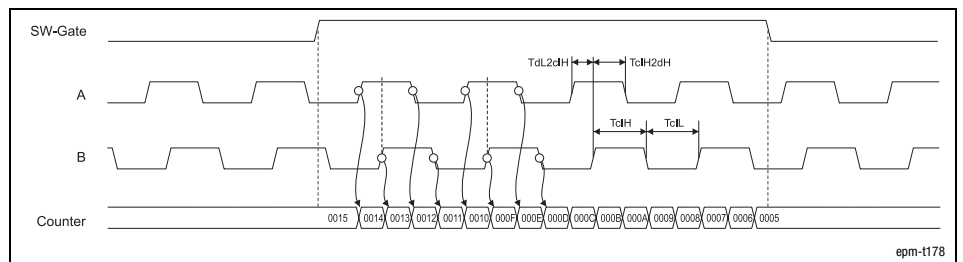 SW-Gate
TdL2clH TclH2dH
A
TclH TclL
B
Counter 0015 0014 0013 0012 0011 0010 000F 000E 000D 000C 000B 000A 0009 0008 0007 0006 0005
epm-t178